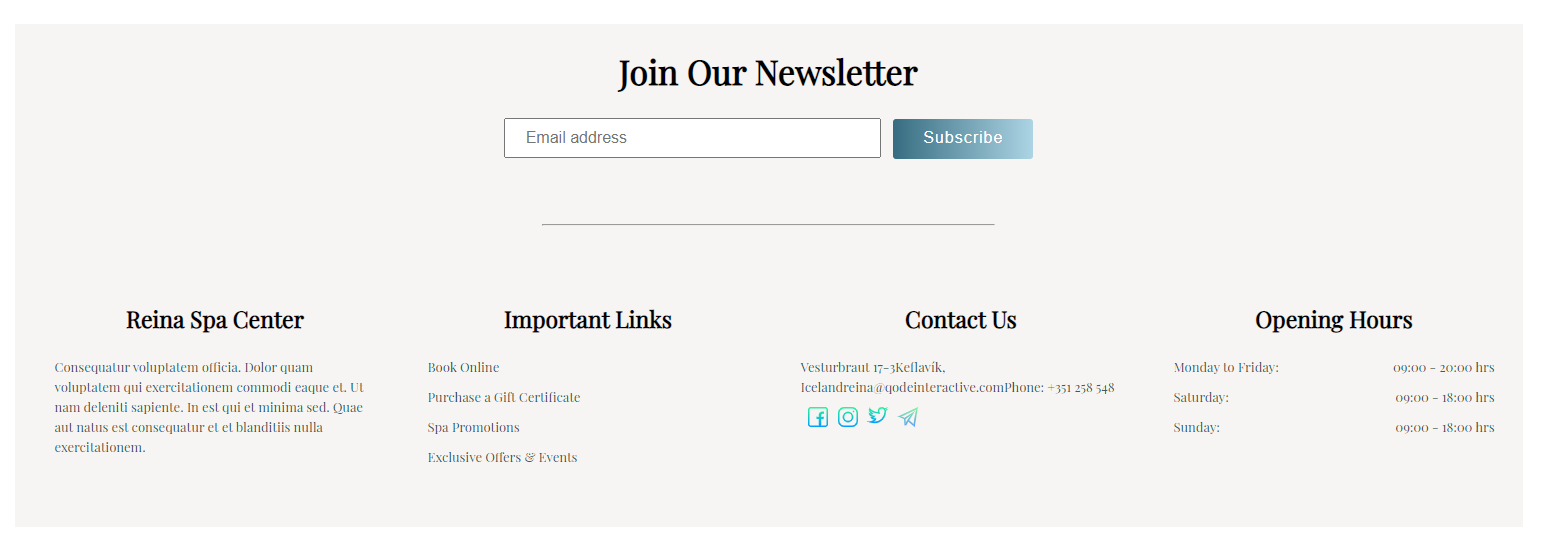 Join Our Newsletter
Email address
Subscribe
Reina Spa Center
Consequatur voluptatem officia. Dolor quam
voluptatem qui exercitationem commodi eaque et. Ut
nam deleniti sapiente. In est qui et minima sed. Quae
aut natus est consequatur et et blanditiis nulla
exercitationem.
Important Links
Book Online
Purchase a Gift Certificate
Spa Promotions
Exclusive Offers & Events
Contact Us
Vesturbraut 17-3Keflavík,
Icelandreina@qodeinteractive.comPhone: +351 258 548
Opening Hours
Monday to Friday: 09:00 - 20:00 hrs
Saturday: 09:00 - 18:00 hrs
Sunday: 09:00 - 18:00 hrs